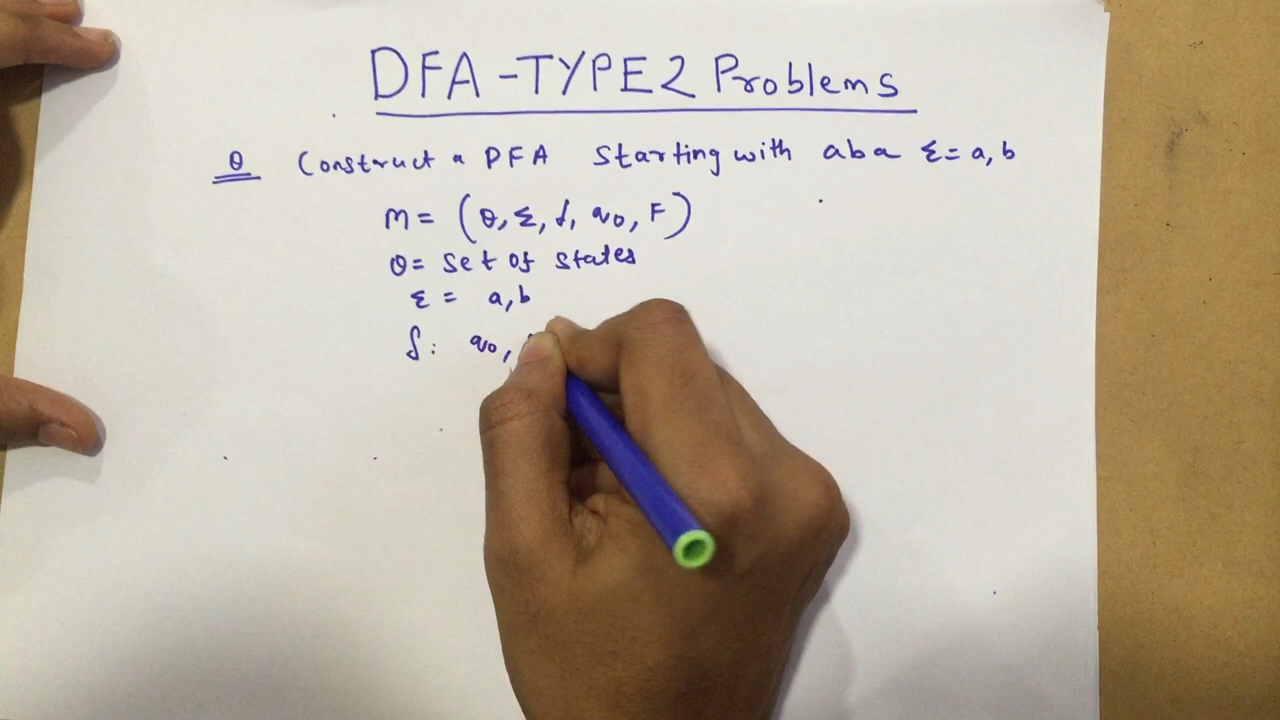 DFA-TYPE2 Problems
Q Construct a DFA starting with aba Σ= a, b
M= (Q, Σ, δ, q0, F)
Q= set of states
Σ = a,b
δ: q0,